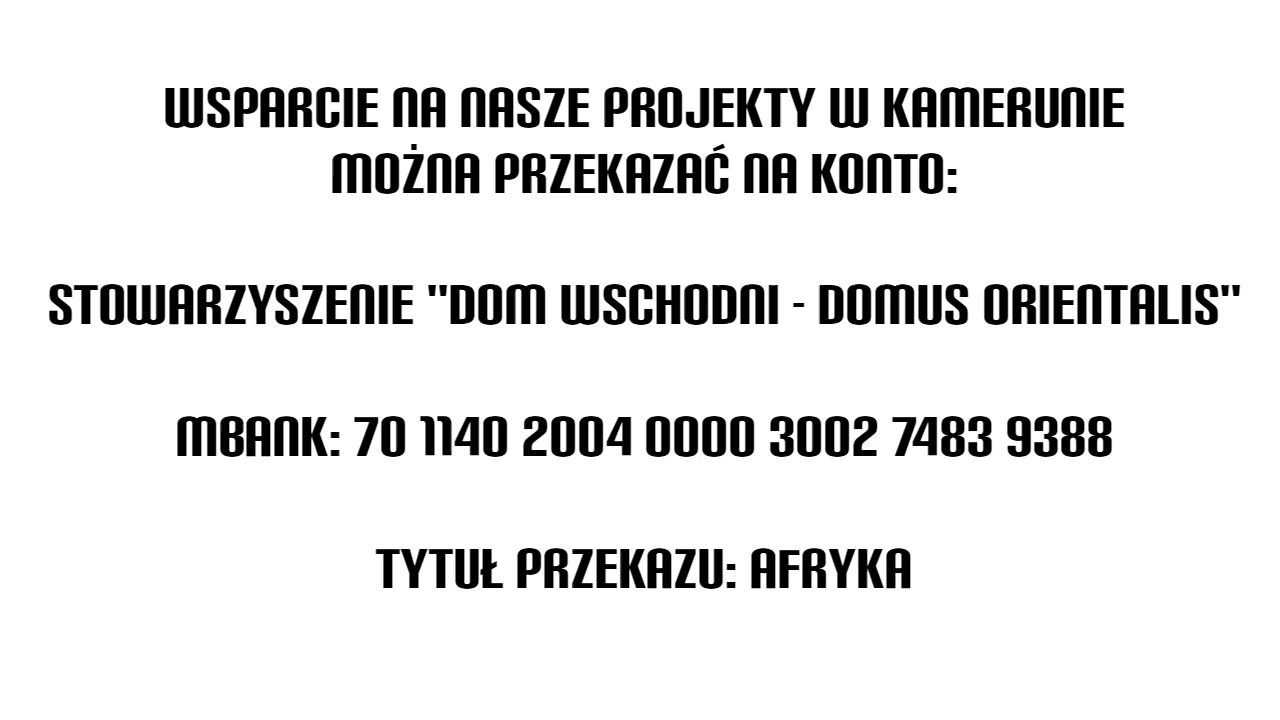 WSPARCIE NA NASZE PROJEKTY W KAMERUNIE
MOŻNA PRZEKAZAĆ NA KONTO:
STOWARZYSZENIE "DOM WSCHODNI - DOMUS ORIENTALIS"
MBANK: 70 1140 2004 0000 3002 7483 9388
TYTUŁ PRZEKAZU: AFRYKA